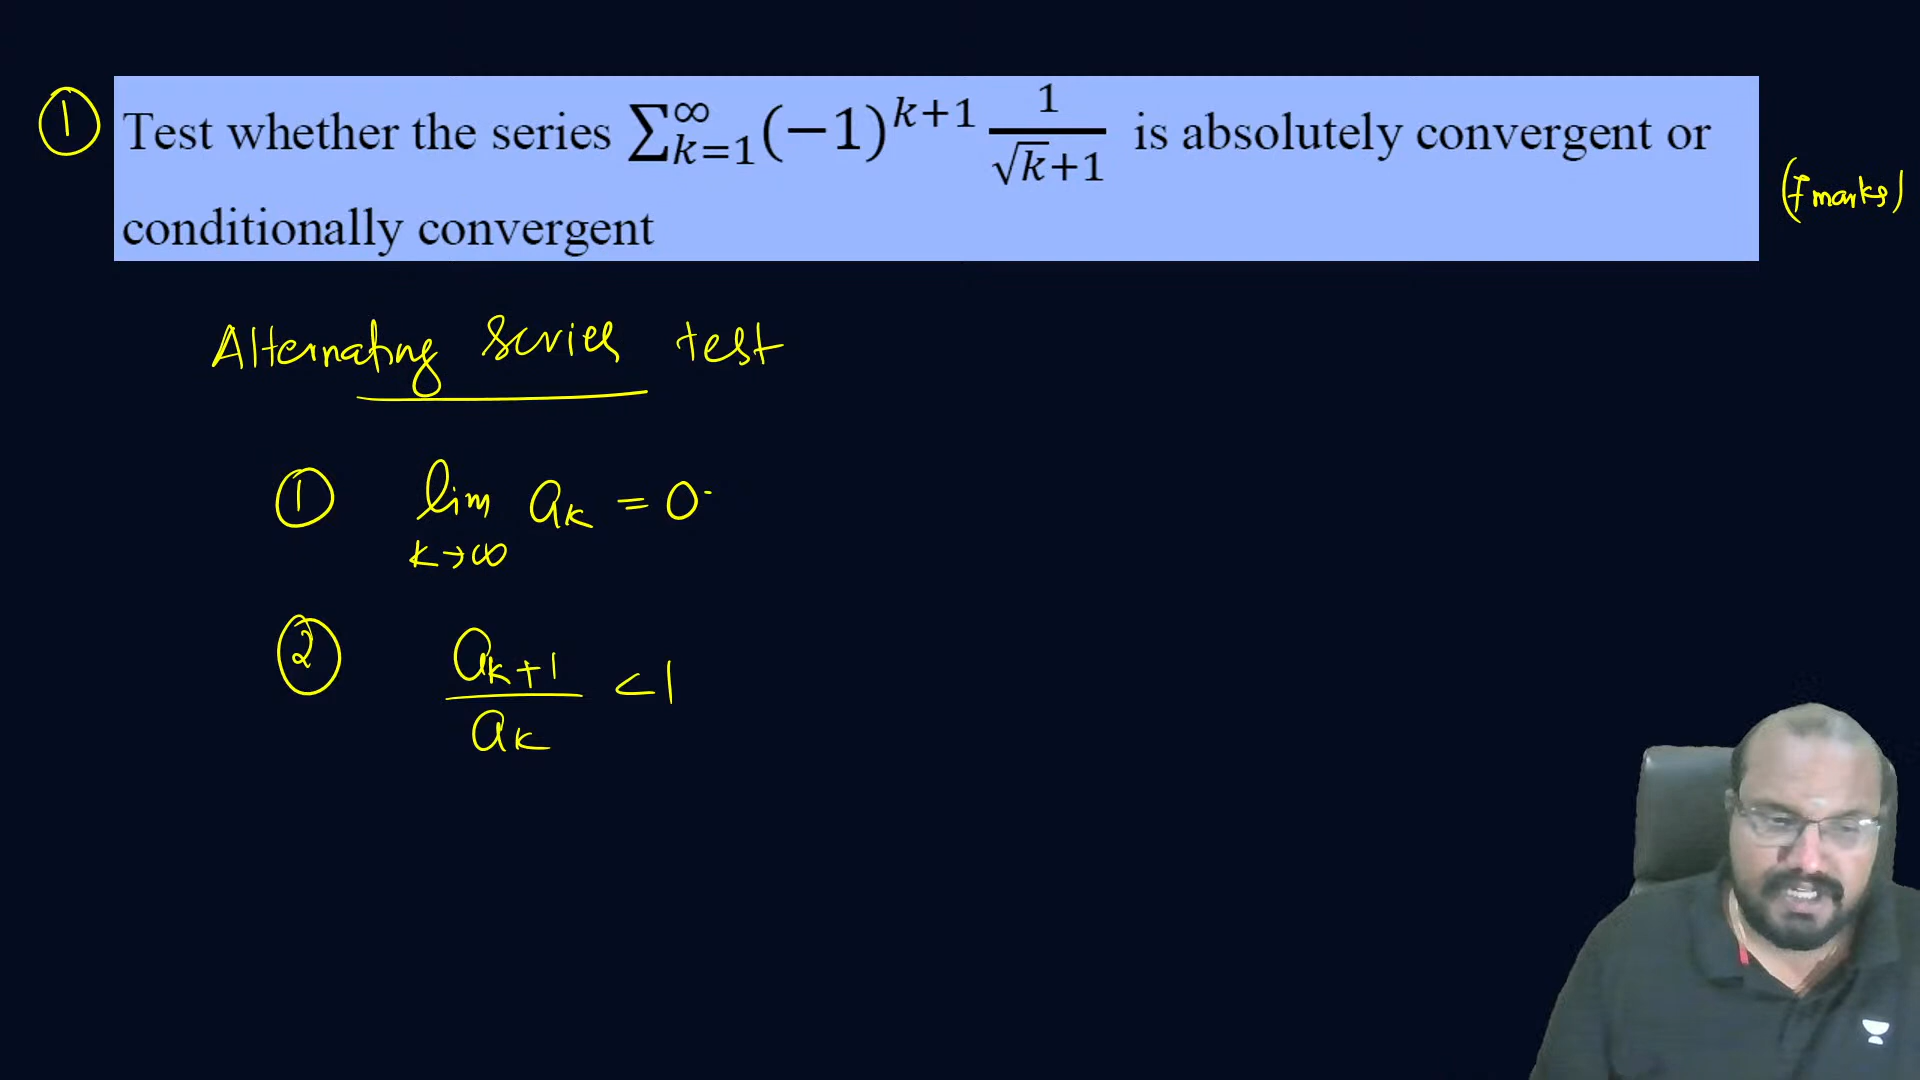 ① Test whether the series ∑_{k=1}^{∞} (−1)^{k+1} 1/(√k+1) is absolutely convergent or
conditionally convergent
(7 marks)
Alternating series test
① lim_{k→∞} a_k = 0.
② a_{k+1}/a_k < 1